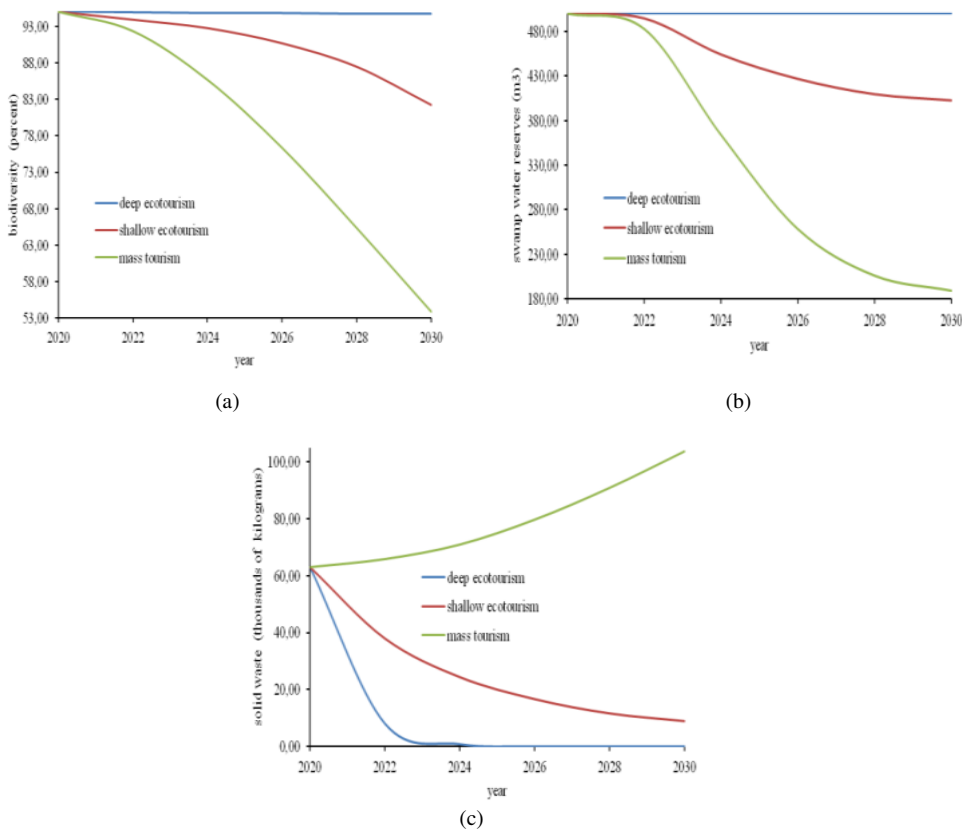 93,00
88,00
83,00
78,00
73,00
68,00
63,00
58,00
53,00
biodiversity (percent)
deep ecotourism
shallow ecotourism
mass tourism
2020 2022 2024 2026 2028 2030
year
(a)
480,00
430,00
380,00
330,00
280,00
230,00
180,00
swamp water reserves (m3)
deep ecotourism
shallow ecotourism
mass tourism
2020 2022 2024 2026 2028 2030
year
(b)
100,00
80,00
60,00
40,00
20,00
0,00
solid waste (thousands of kilograms)
deep ecotourism
shallow ecotourism
mass tourism
2020 2022 2024 2026 2028 2030
year
(c)